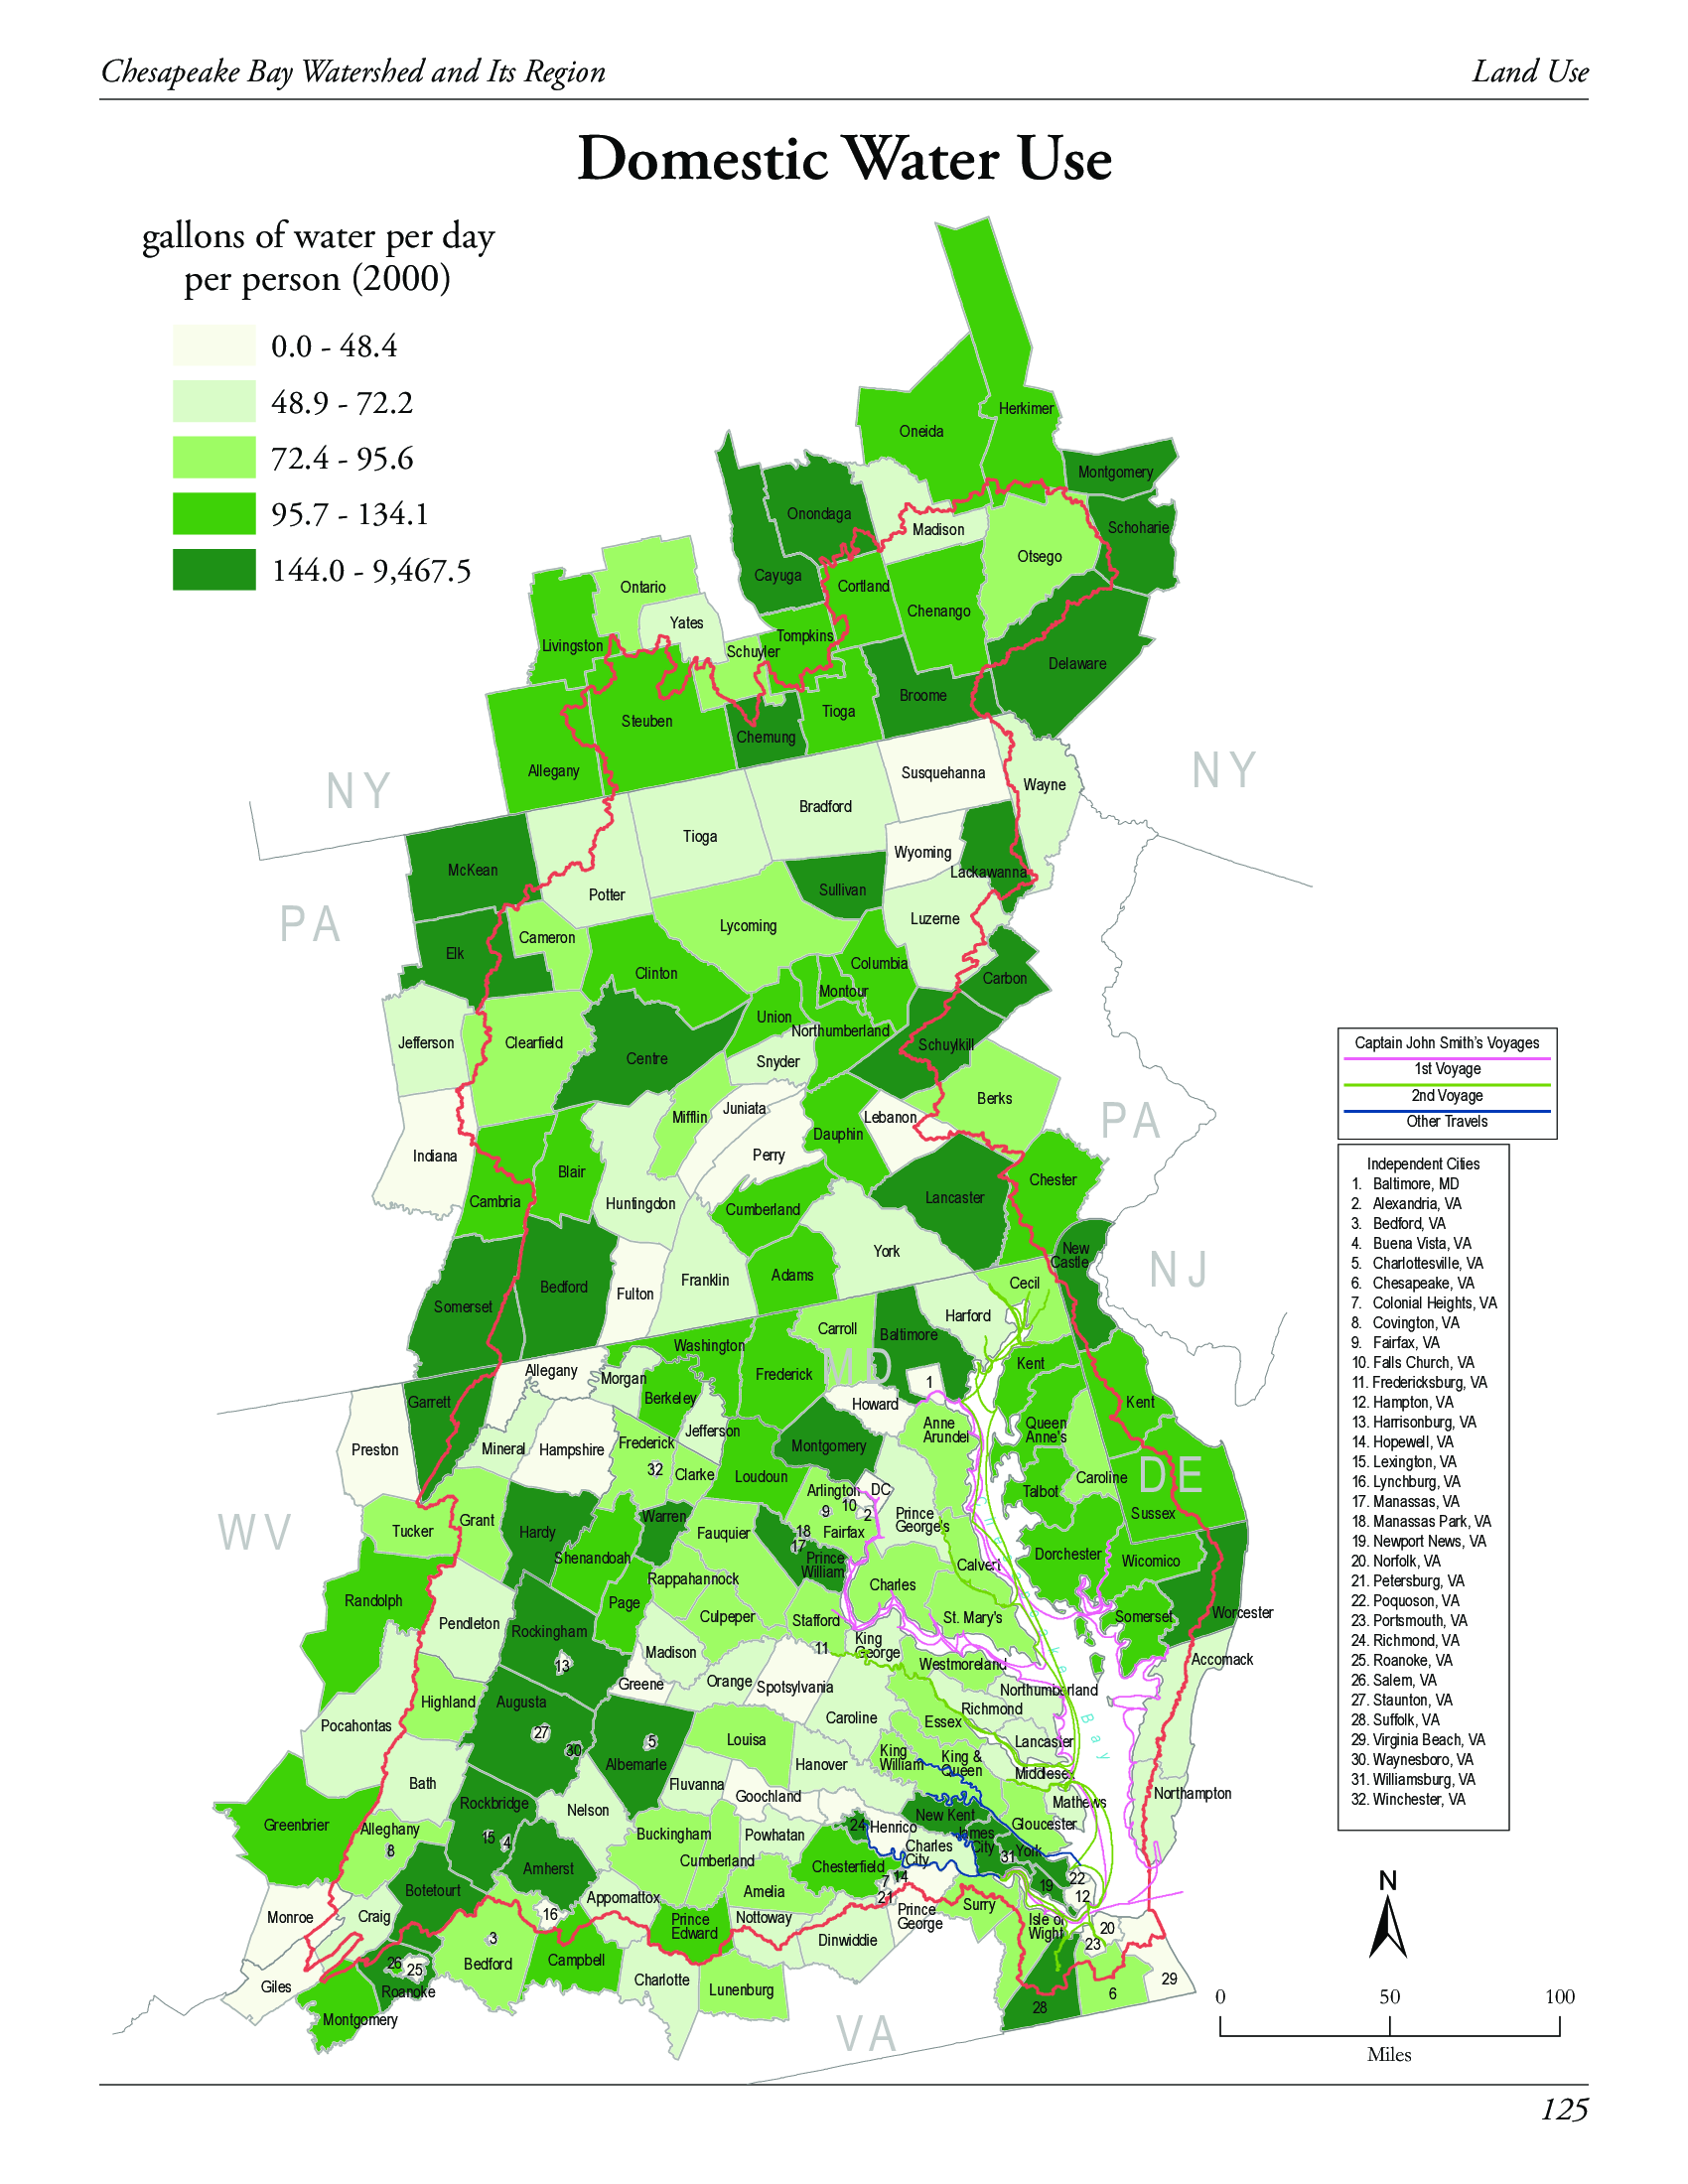 Chesapeake Bay Watershed and Its Region
Land Use
Domestic Water Use
gallons of water per day
per person (2000)
0.0 - 48.4
48.9 - 72.2
72.4 - 95.6
95.7 - 134.1
144.0 - 9,467.5
Herkimer
Oneida
Montgomery
Onondaga
Madison
Schoharie
Otsego
Cayuga
Cortland
Chenango
Ontario
Yates
Tompkins
Livingston
Schuyler
Delaware
Broome
Steuben
Tioga
Chemung
Allegany
NY
NY
Susquehanna
Wayne
Bradford
Tioga
Wyoming
McKean
Lackawanna
Sullivan
Potter
PA
Luzerne
Lycoming
Cameron
Elk
Columbia
Clinton
Carbon
Montour
Union
Northumberland
Jefferson
Clearfield
Schuylkill
Centre
Snyder
Berks
Juniata
Mifflin
Lebanon
PA
Dauphin
Indiana
Perry
Blair
Chester
Cambria
Huntingdon
Lancaster
Cumberland
York
New
Castle
NJ
Adams
Franklin
Bedford
Fulton
Cecil
Somerset
Harford
Carroll
Baltimore
Washington
MD
Allegany
Morgan
Frederick
Kent
1
Berkeley
Garrett
Howard
Kent
Anne
Arundel
Queen
Anne's
Jefferson
Preston
Mineral
Hampshire
Frederick
Montgomery
32
Clarke
Loudoun
Caroline
DE
Arlington
DC
10
9
2
Talbot
Warren
Prince
George's
Sussex
Tucker
Grant
Hardy
Fauquier
18
Fairfax
17
WV
Shenandoah
Prince
William
Calvert
Dorchester
Wicomico
Rappahannock
Charles
Randolph
Page
Culpeper
Stafford
St. Mary's
Somerset
Worcester
Pendleton
Rockingham
Madison
11
King
George
Accomack
13
Greene
Orange
Spotsylvania
Westmoreland
Northumberland
Highland
Augusta
Richmond
Pocahontas
Caroline
Essex
27
5
Louisa
Lancaster
Bay
30
Albemarle
Hanover
King
William
King &
Queen
Middlesex
Bath
Fluvanna
Goochland
Mathews
Northampton
Rockbridge
Nelson
New Kent
Gloucester
Greenbrier
Alleghany
24
Henrico
James
City
Buckingham
Powhatan
Charles
City
York
8
15
4
31
Cumberland
Chesterfield
Amherst
22
Botetourt
Amelia
7
14
19
12
Appomattox
21
Monroe
Craig
16
Prince
Edward
Nottoway
Prince
George
Surry
Isle of
Wight
20
3
Dinwiddie
23
Bedford
Campbell
26
25
Charlotte
29
Giles
Roanoke
Lunenburg
6
28
Montgomery
VA
Captain John Smith's Voyages
1st Voyage
2nd Voyage
Other Travels
Independent Cities
1. Baltimore, MD
2. Alexandria, VA
3. Bedford, VA
4. Buena Vista, VA
5. Charlottesville, VA
6. Chesapeake, VA
7. Colonial Heights, VA
8. Covington, VA
9. Fairfax, VA
10. Falls Church, VA
11. Fredericksburg, VA
12. Hampton, VA
13. Harrisonburg, VA
14. Hopewell, VA
15. Lexington, VA
16. Lynchburg, VA
17. Manassas, VA
18. Manassas Park, VA
19. Newport News, VA
20. Norfolk, VA
21. Petersburg, VA
22. Poquoson, VA
23. Portsmouth, VA
24. Richmond, VA
25. Roanoke, VA
26. Salem, VA
27. Staunton, VA
28. Suffolk, VA
29. Virginia Beach, VA
30. Waynesboro, VA
31. Williamsburg, VA
32. Winchester, VA
N
0 50 100
Miles
125